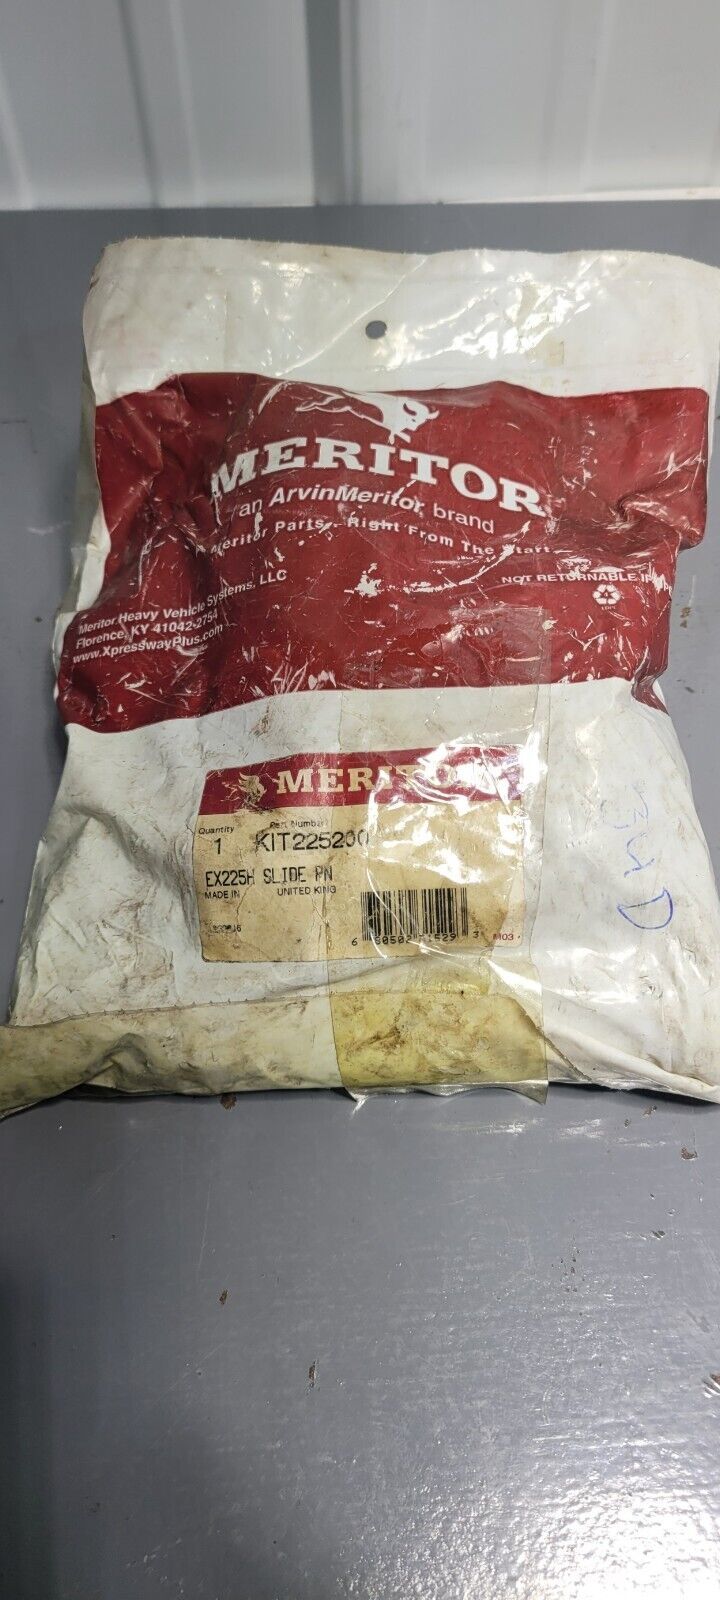 MERITOR
an ArvinMeritor brand
Meritor Parts - Right From The Start
NOT RETURNABLE IF
Meritor Heavy Vehicle Systems, LLC
Florence, KY 41042-2754
www.XpresswayPlus.com
MERITOR
Quantity
Part Number
1
KIT225200
EX225H SLIDE PN
MADE IN
UNITED KING
M03